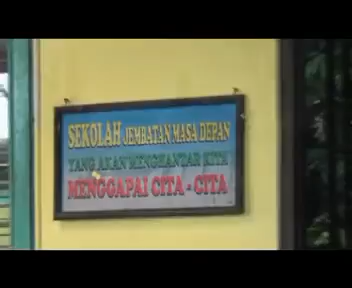 SEKOLAH JEMBATAN MASA DEPAN
YANG AKAN MENGHANTAR KITA
MENGGAPAI CITA - CITA